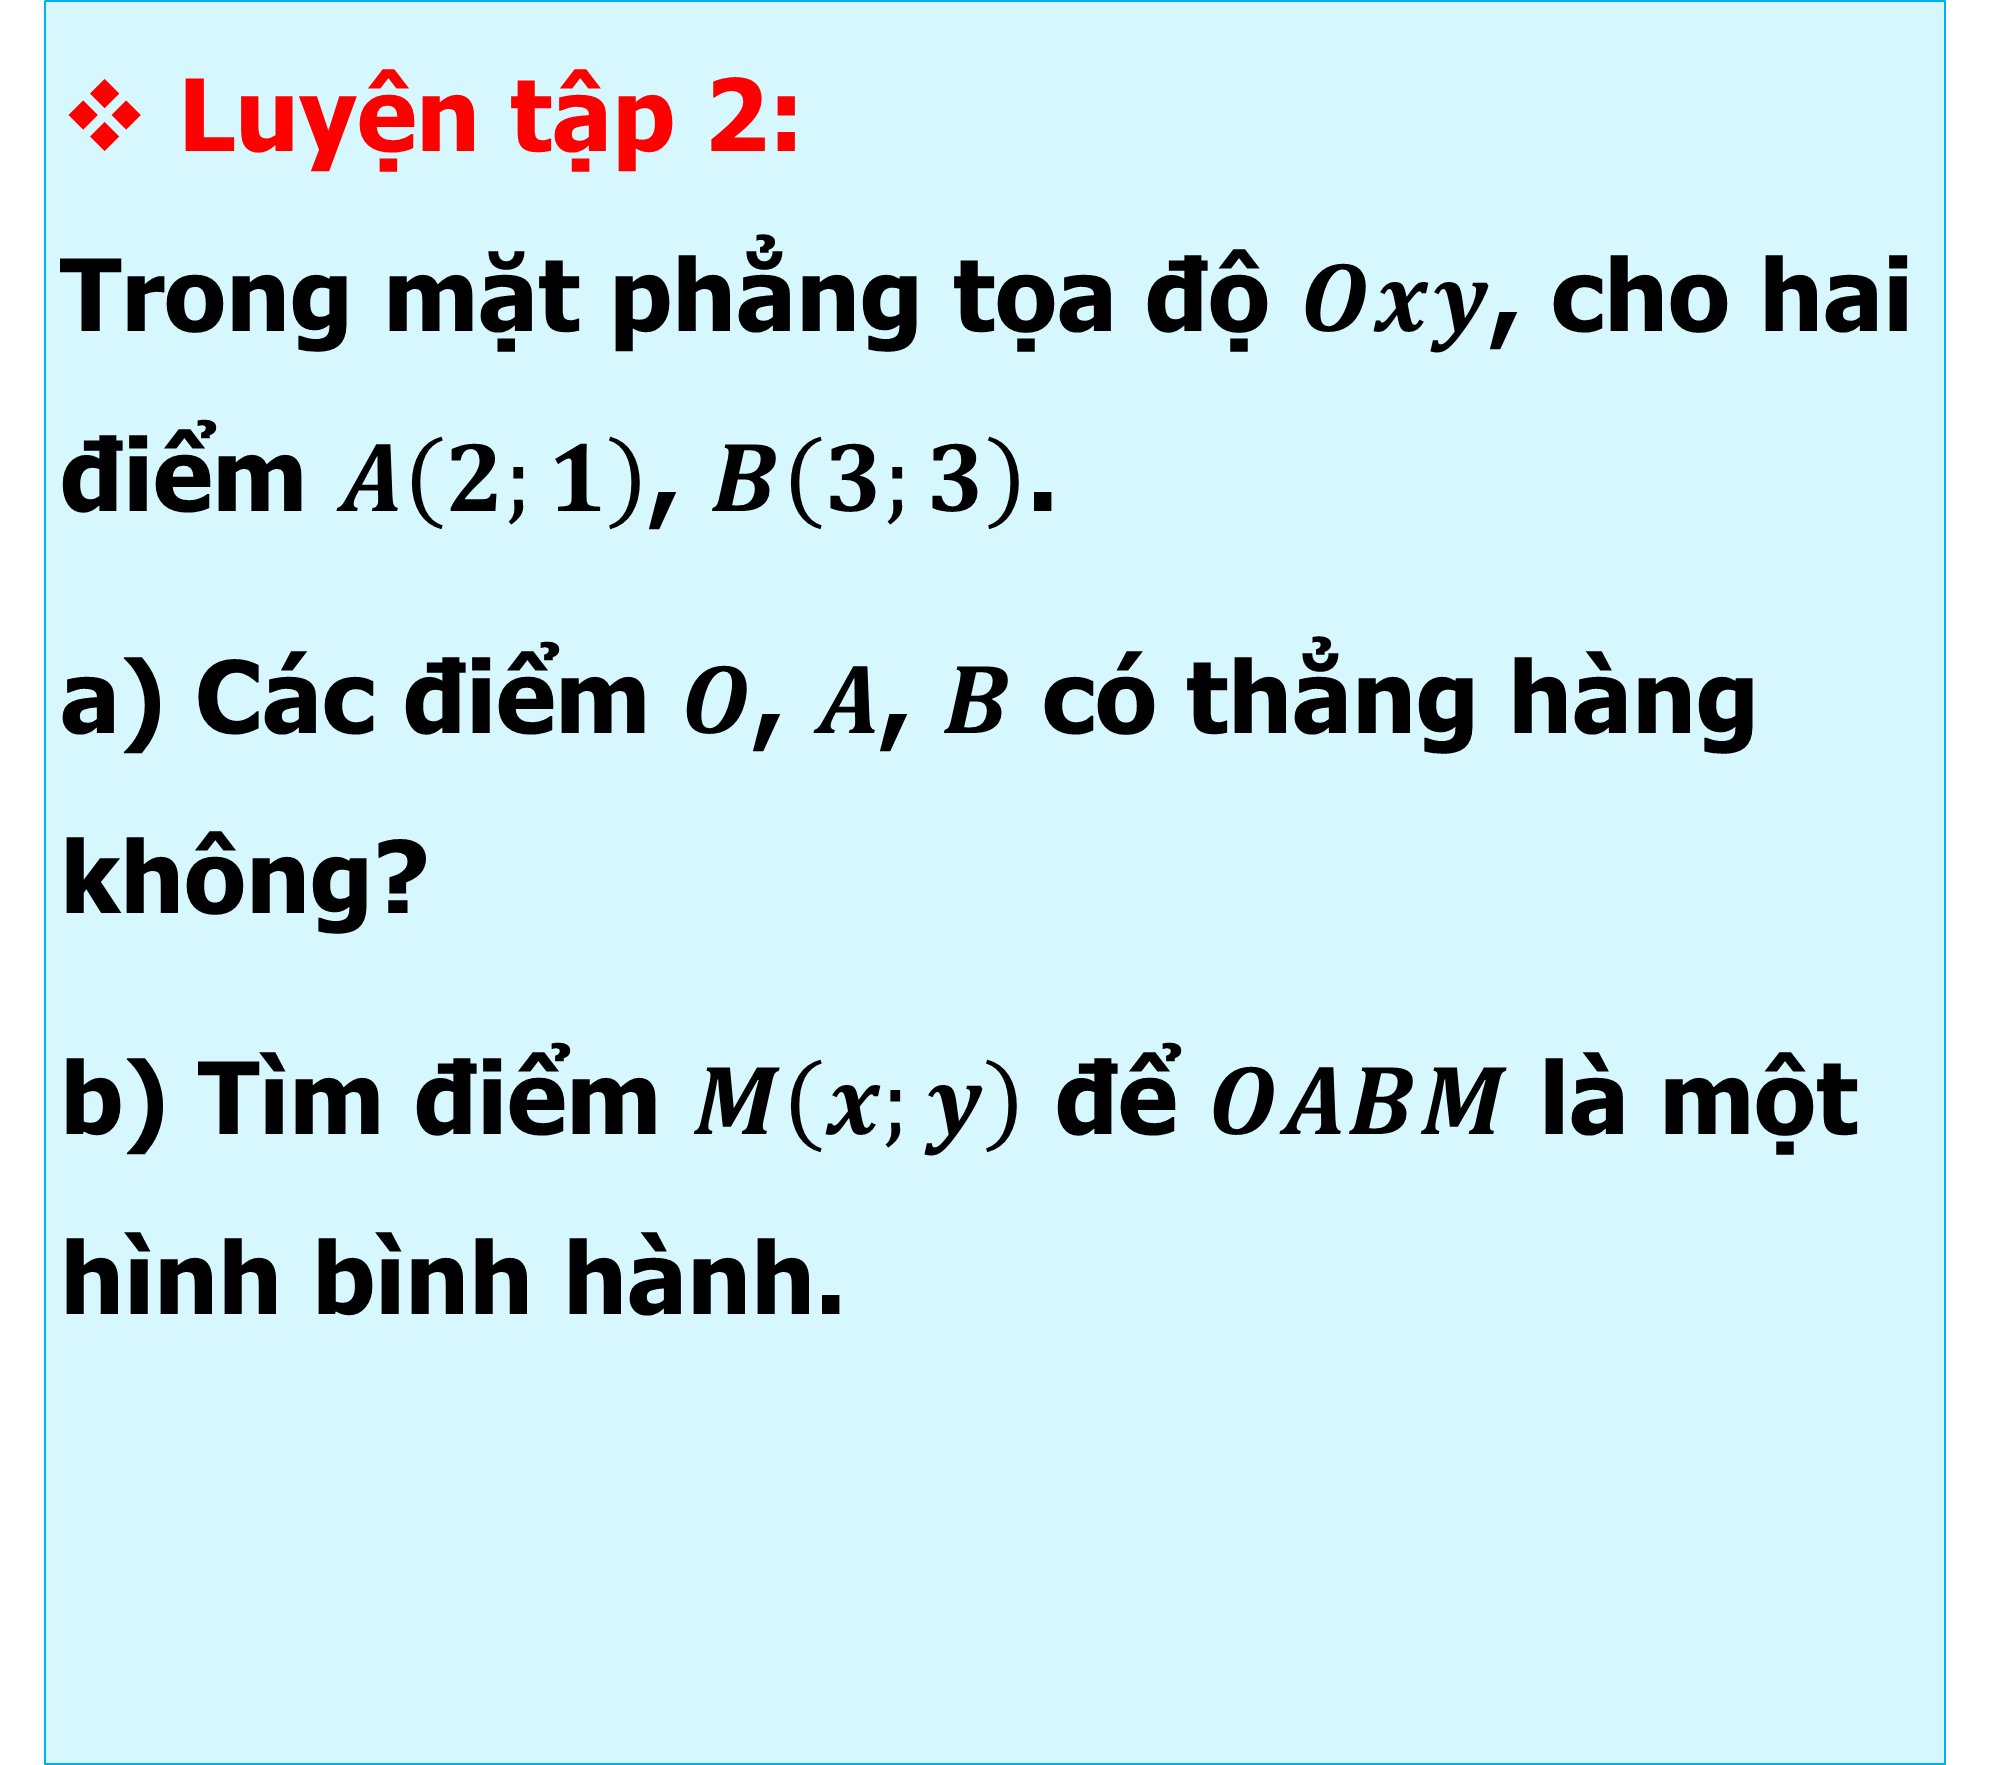 ❖ Luyện tập 2:
Trong mặt phẳng tọa độ Oxy, cho hai
điểm A(2; 1), B(3; 3).
a) Các điểm O, A, B có thẳng hàng
không?
b) Tìm điểm M(x; y) để OABM là một
hình bình hành.